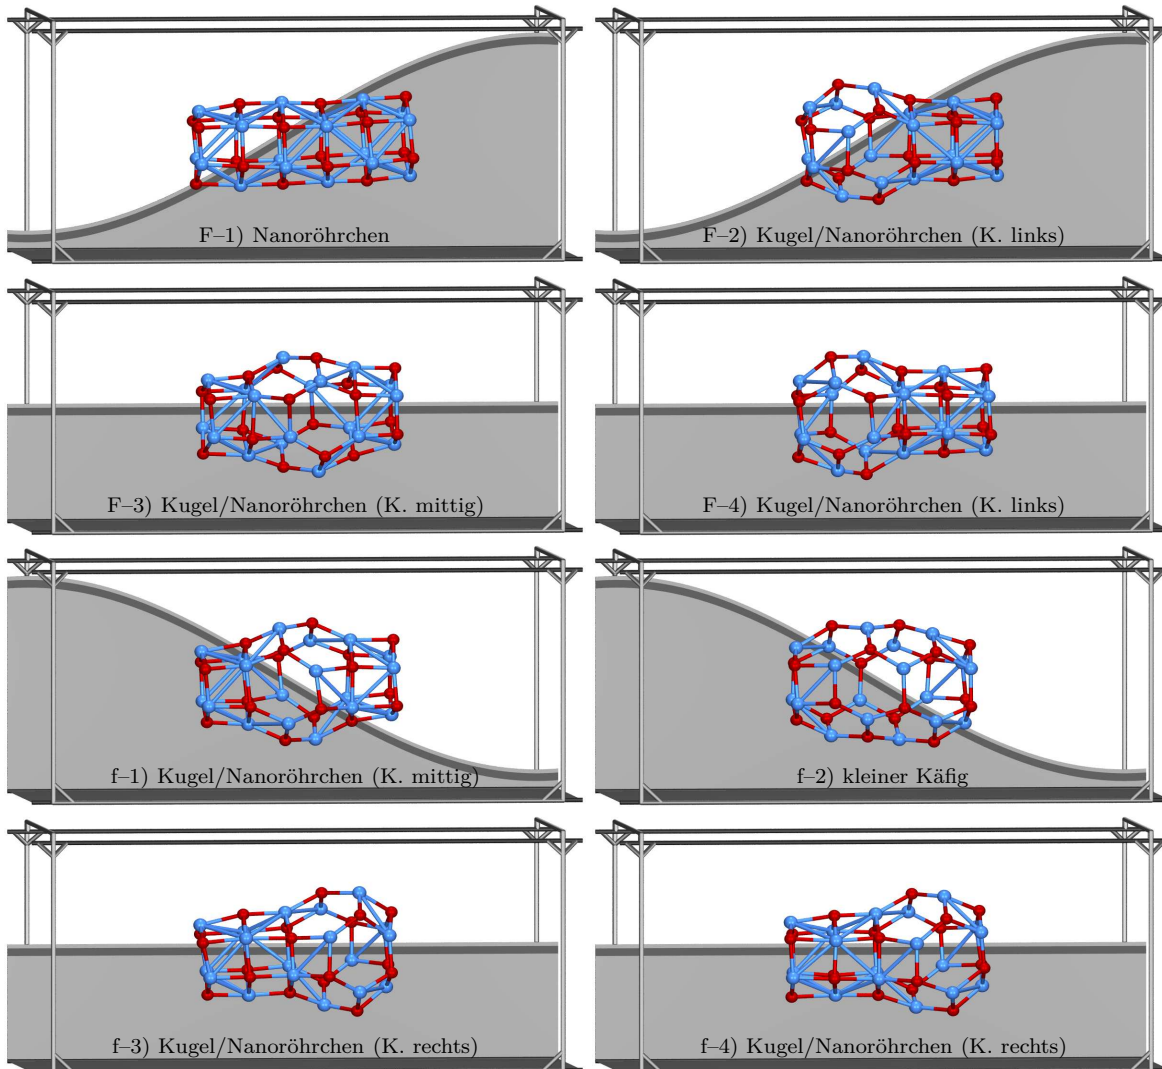 F–1) Nanoröhrchen
F–2) Kugel/Nanoröhrchen (K. links)
F–3) Kugel/Nanoröhrchen (K. mittig)
F–4) Kugel/Nanoröhrchen (K. links)
f–1) Kugel/Nanoröhrchen (K. mittig)
f–2) kleiner Käfig
f–3) Kugel/Nanoröhrchen (K. rechts)
f–4) Kugel/Nanoröhrchen (K. rechts)